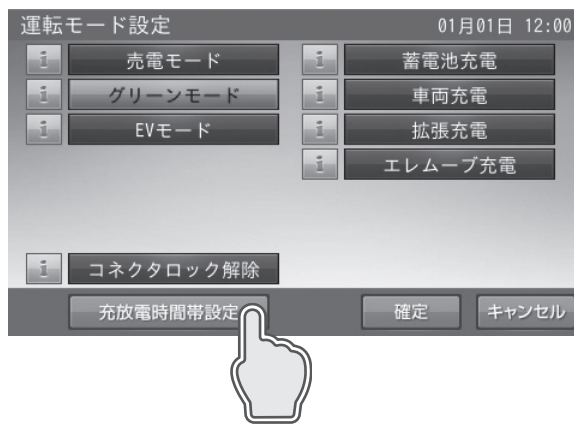 運転モード設定 01月01日 12:00
i 売電モード i 蓄電池充電
i グリーンモード i 車両充電
i EVモード i 拡張充電
i エレムーブ充電
i コネクタロック解除
充放電時間帯設定 確定 キャンセル